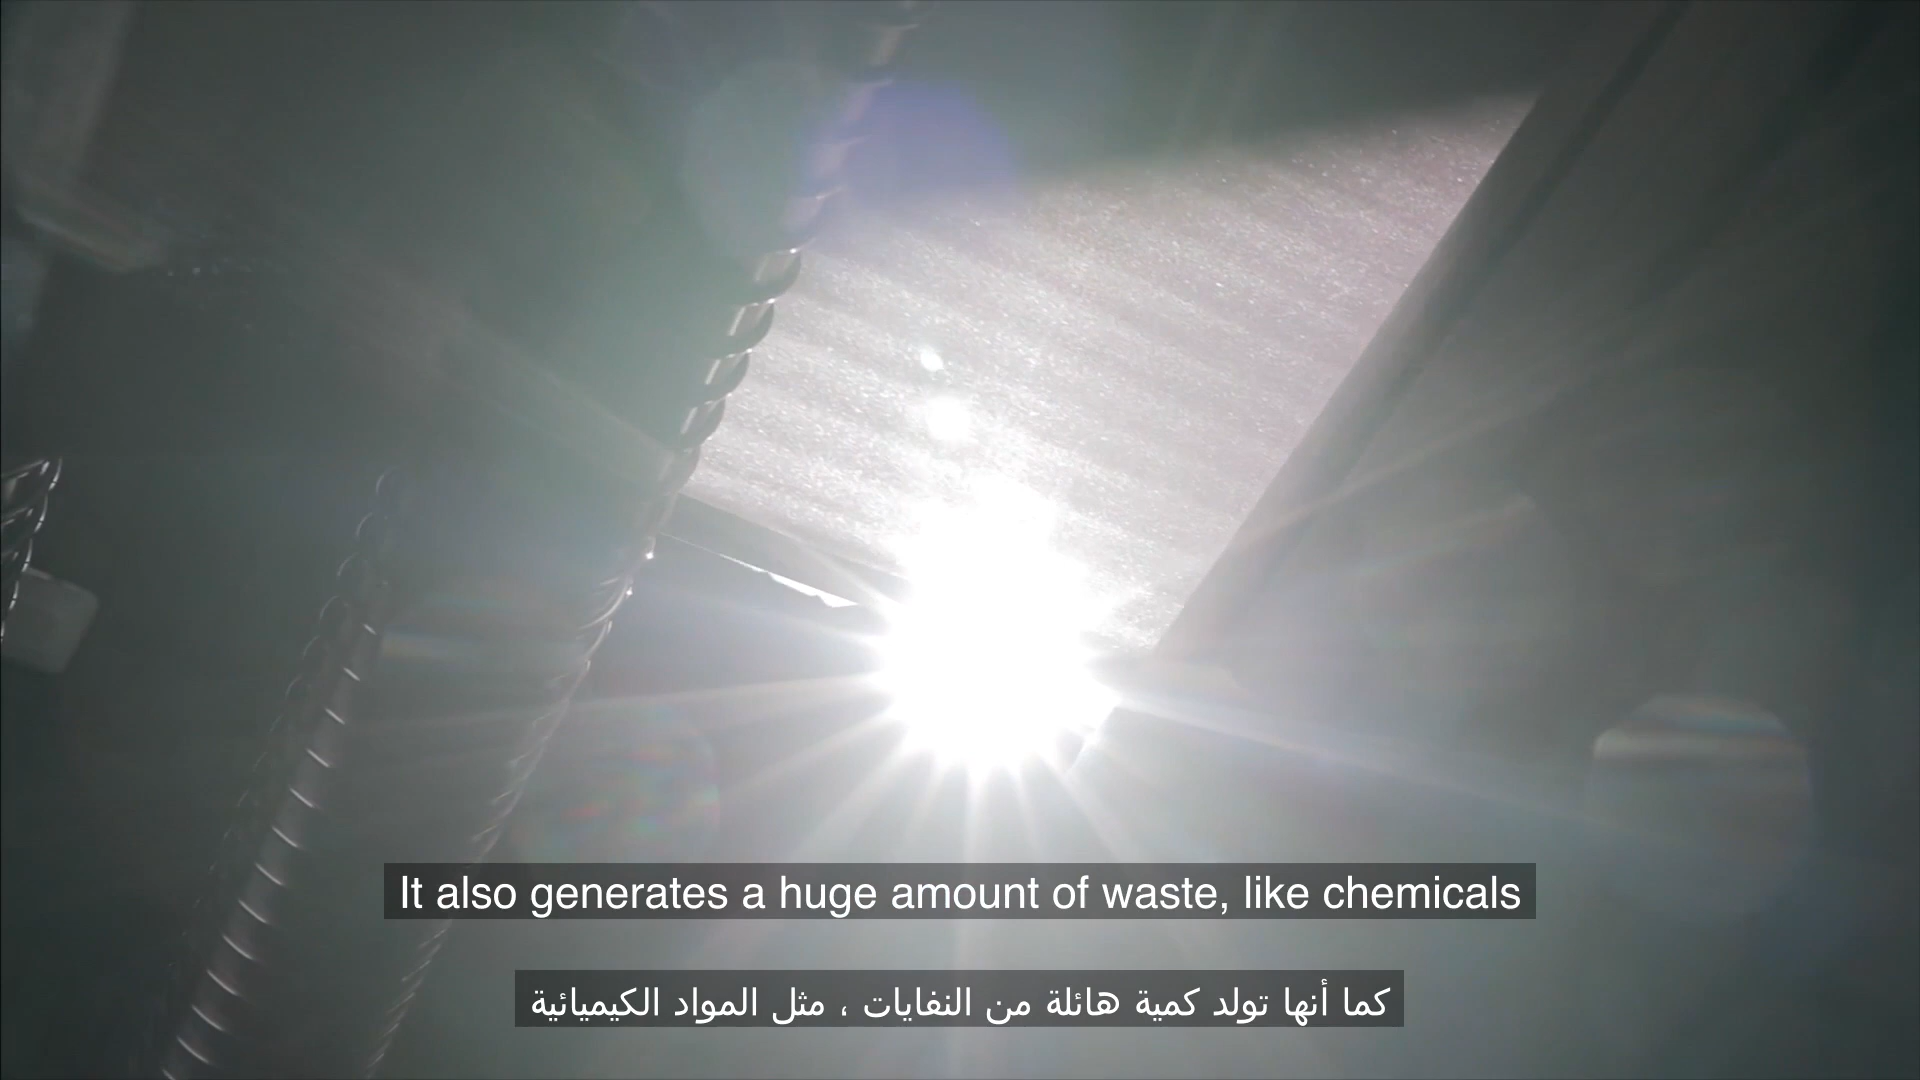 It also generates a huge amount of waste, like chemicals
كما أنها تولد كمية هائلة من النفايات ، مثل المواد الكيميائية